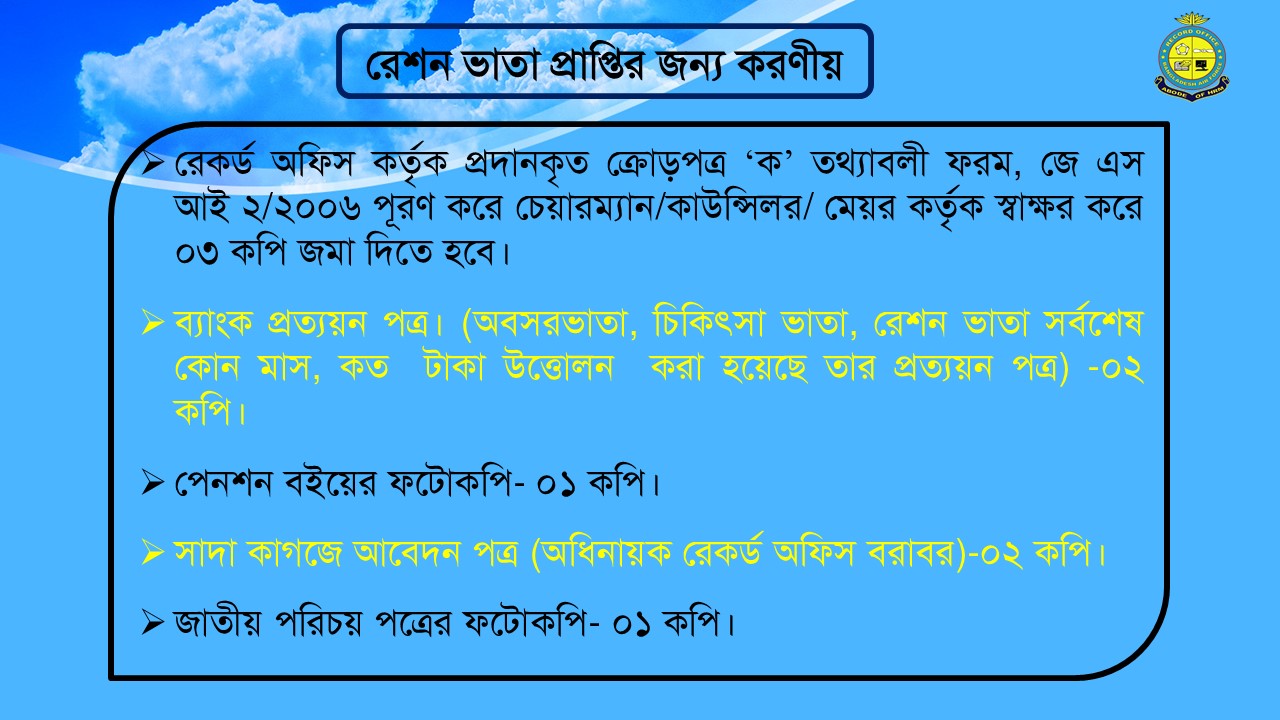 রেশন ভাতা প্রাপ্তির জন্য করণীয়
RECORD OFFICE
BANGLADESH AIR FORCE
ABODE OF HRM
➢ রেকর্ড অফিস কর্তৃক প্রদানকৃত ক্রোড়পত্র ‘ক’ তথ্যাবলী ফরম, জে এস
আই ২/২০০৬ পূরণ করে চেয়ারম্যান/কাউন্সিলর/ মেয়র কর্তৃক স্বাক্ষর করে
০৩ কপি জমা দিতে হবে।
➢ ব্যাংক প্রত্যয়ন পত্র। (অবসরভাতা, চিকিৎসা ভাতা, রেশন ভাতা সর্বশেষ
কোন মাস, কত টাকা উত্তোলন করা হয়েছে তার প্রত্যয়ন পত্র) -০২
কপি।
➢ পেনশন বইয়ের ফটোকপি- ০১ কপি।
➢ সাদা কাগজে আবেদন পত্র (অধিনায়ক রেকর্ড অফিস বরাবর)-০২ কপি।
➢ জাতীয় পরিচয় পত্রের ফটোকপি- ০১ কপি।